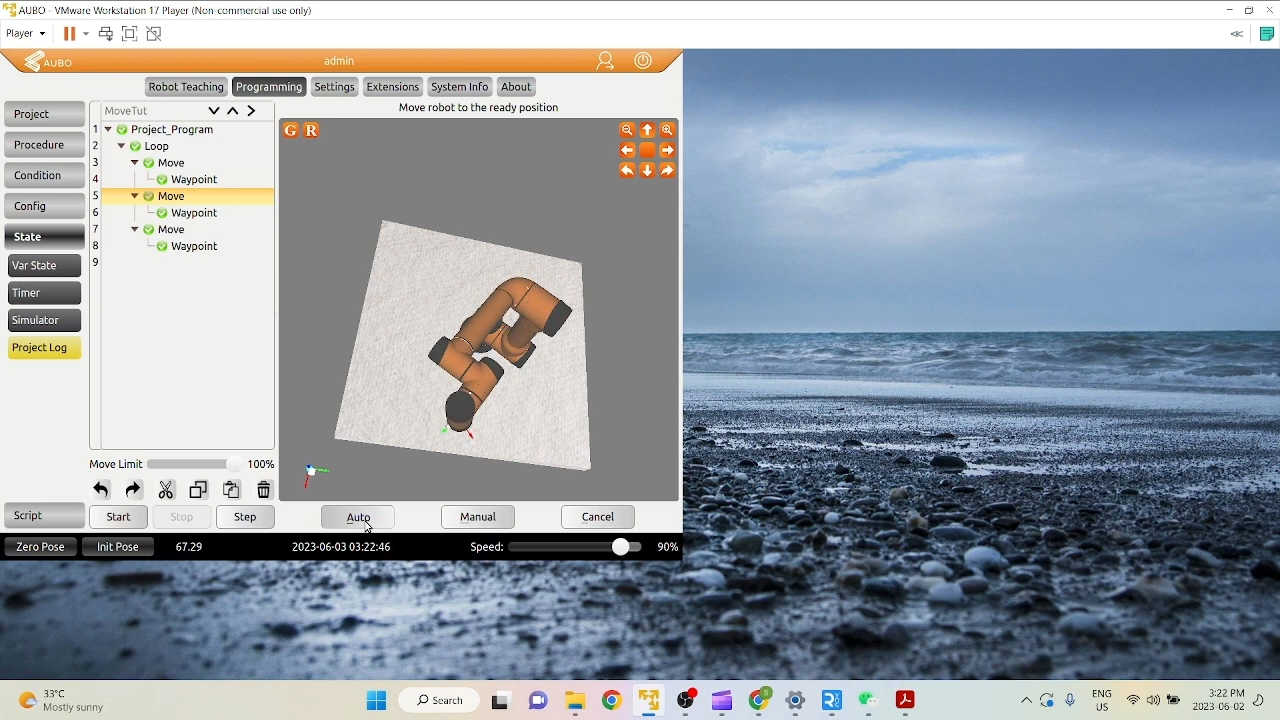 AUBO - VMware Workstation 17 Player (Non-commercial use only)
Player
AUBO
admin
Robot Teaching
Programming
Settings
Extensions
System Info
About
Project
Procedure
Condition
Config
State
Var State
Timer
Simulator
Project Log
Script
MoveTut
1 Project_Program
2 Loop
3 Move
4 Waypoint
5 Move
6 Waypoint
7 Move
8 Waypoint
9
Move Limit 100%
Start
Stop
Step
Move robot to the ready position
G R
Auto
Manual
Cancel
Zero Pose
Init Pose
67.29
2023-06-03 03:22:46
Speed: 90%
33°C
Mostly sunny
Search
ENG
US
3:22 PM
2023-06-02